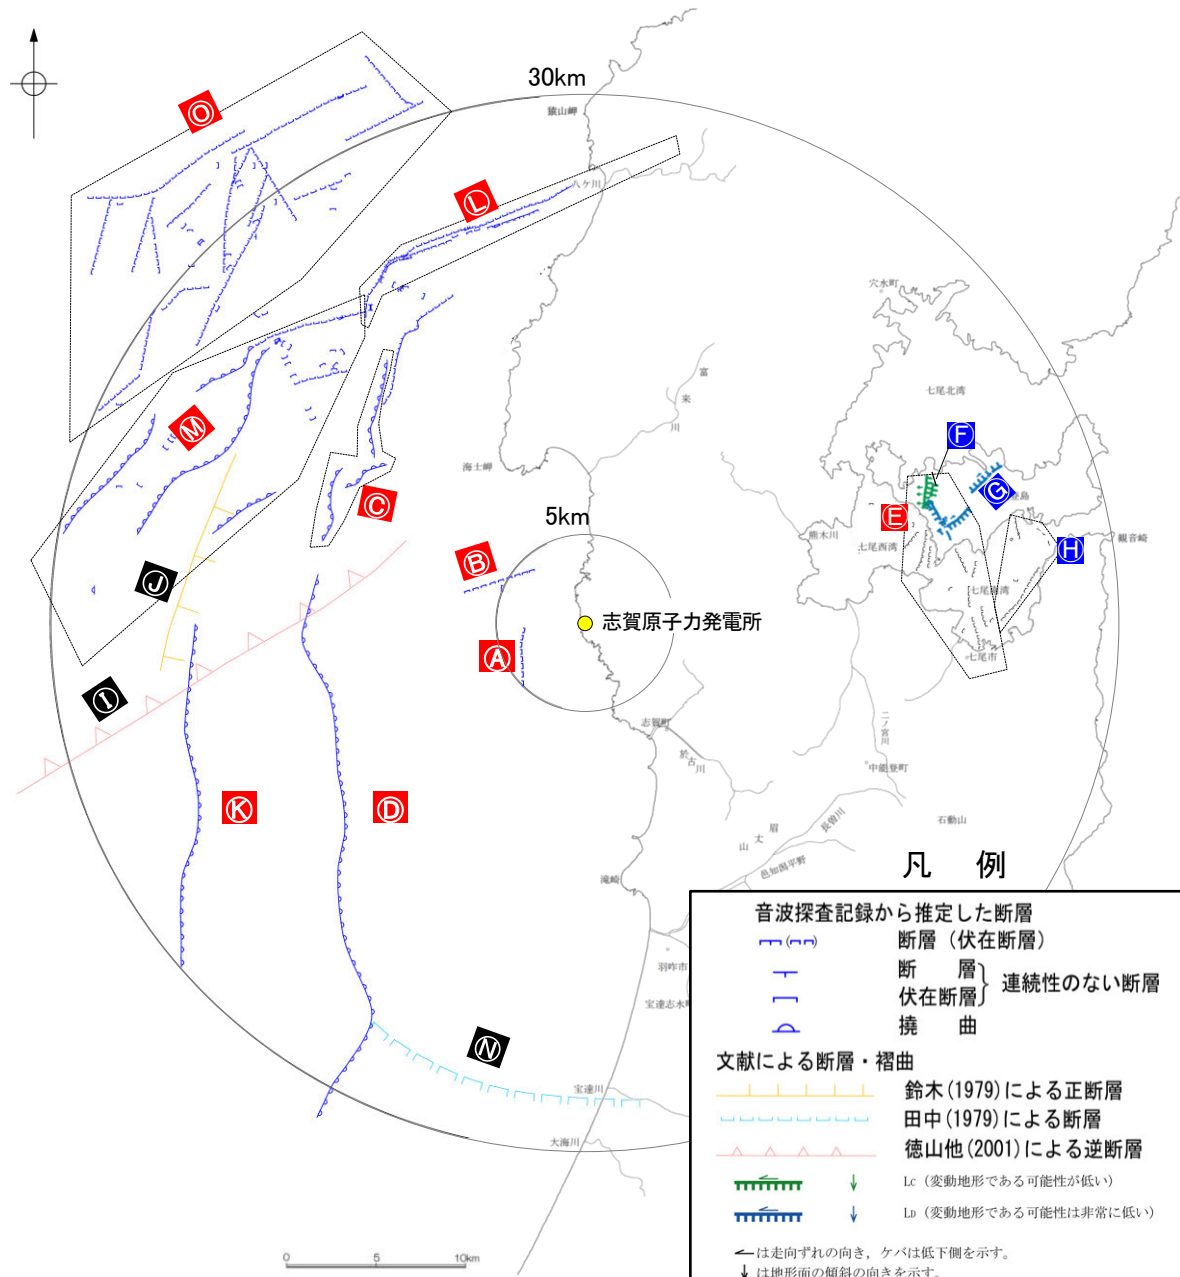 30km
猿山岬
Ⓞ
八ケ川
Ⓛ
穴水町
富
来
川
七尾北湾
Ⓜ
Ⓕ
海士岬
Ⓒ
Ⓖ
5km
Ⓔ
熊木川
七尾西湾
Ⓗ
観音崎
Ⓑ
Ⓙ
七尾南湾
志賀原子力発電所
Ⓐ
七尾市
Ⓘ
志賀町
於
古
川
二
ノ
宮
川
中能登町
Ⓚ
Ⓓ
石動山
眉
丈
山
長曽川
邑知潟平野
滝崎
羽咋市
宝達志水町
Ⓝ
宝達川
大海川
0 5 10km
凡 例
音波探査記録から推定した断層
断層（伏在断層）
断 層
伏在断層
連続性のない断層
撓 曲
文献による断層・褶曲
鈴木(1979)による正断層
田中(1979)による断層
徳山他(2001)による逆断層
LC（変動地形である可能性が低い）
LD（変動地形である可能性は非常に低い）
は走向ずれの向き，ケバは低下側を示す。
は地形面の傾斜の向きを示す。